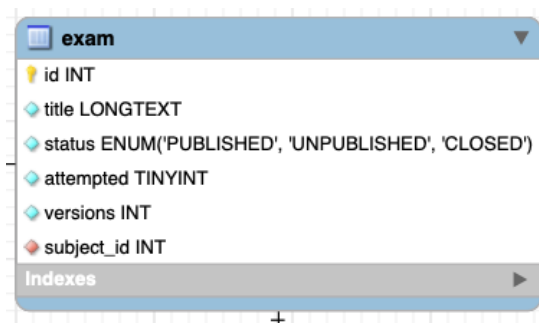 exam
id INT
title LONGTEXT
status ENUM('PUBLISHED', 'UNPUBLISHED', 'CLOSED')
attempted TINYINT
versions INT
subject_id INT
Indexes